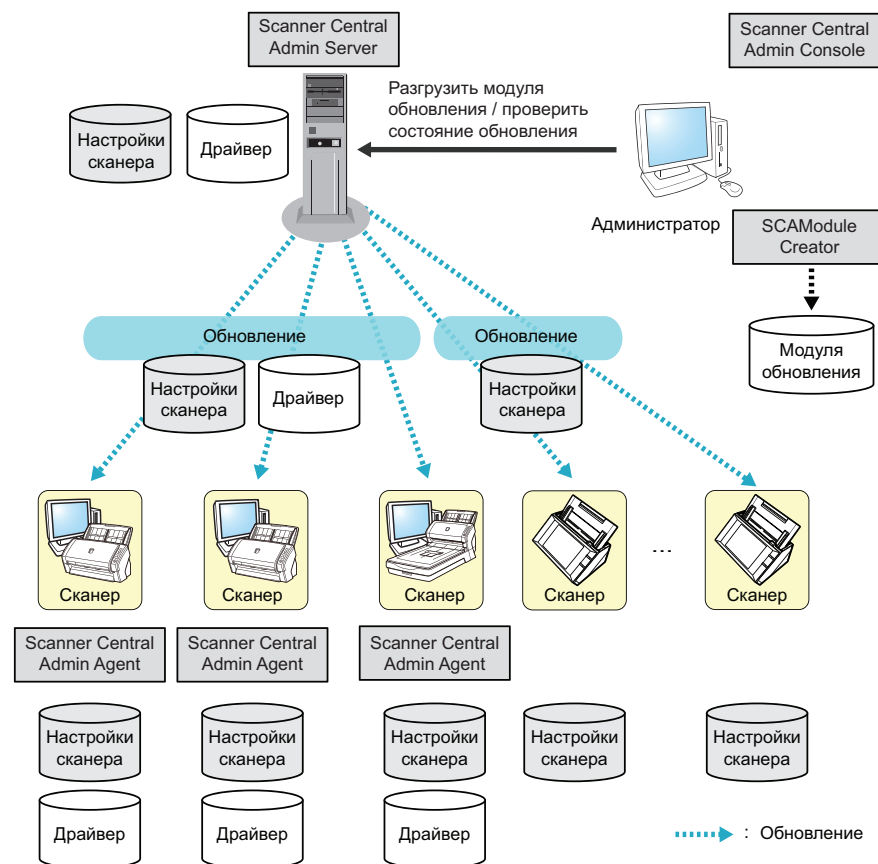 Scanner Central
Admin Server
Scanner Central
Admin Console
Разгрузить модуля
обновления / проверить
состояние обновления
Настройки
сканера
Драйвер
Администратор
SCAModule
Creator
Обновление
Обновление
Модуля
обновления
Настройки
сканера
Драйвер
Настройки
сканера
Сканер
Сканер
Сканер
Сканер
...
Сканер
Scanner Central
Admin Agent
Scanner Central
Admin Agent
Scanner Central
Admin Agent
Настройки
сканера
Настройки
сканера
Настройки
сканера
Настройки
сканера
Настройки
сканера
Драйвер
Драйвер
Драйвер
: Обновление